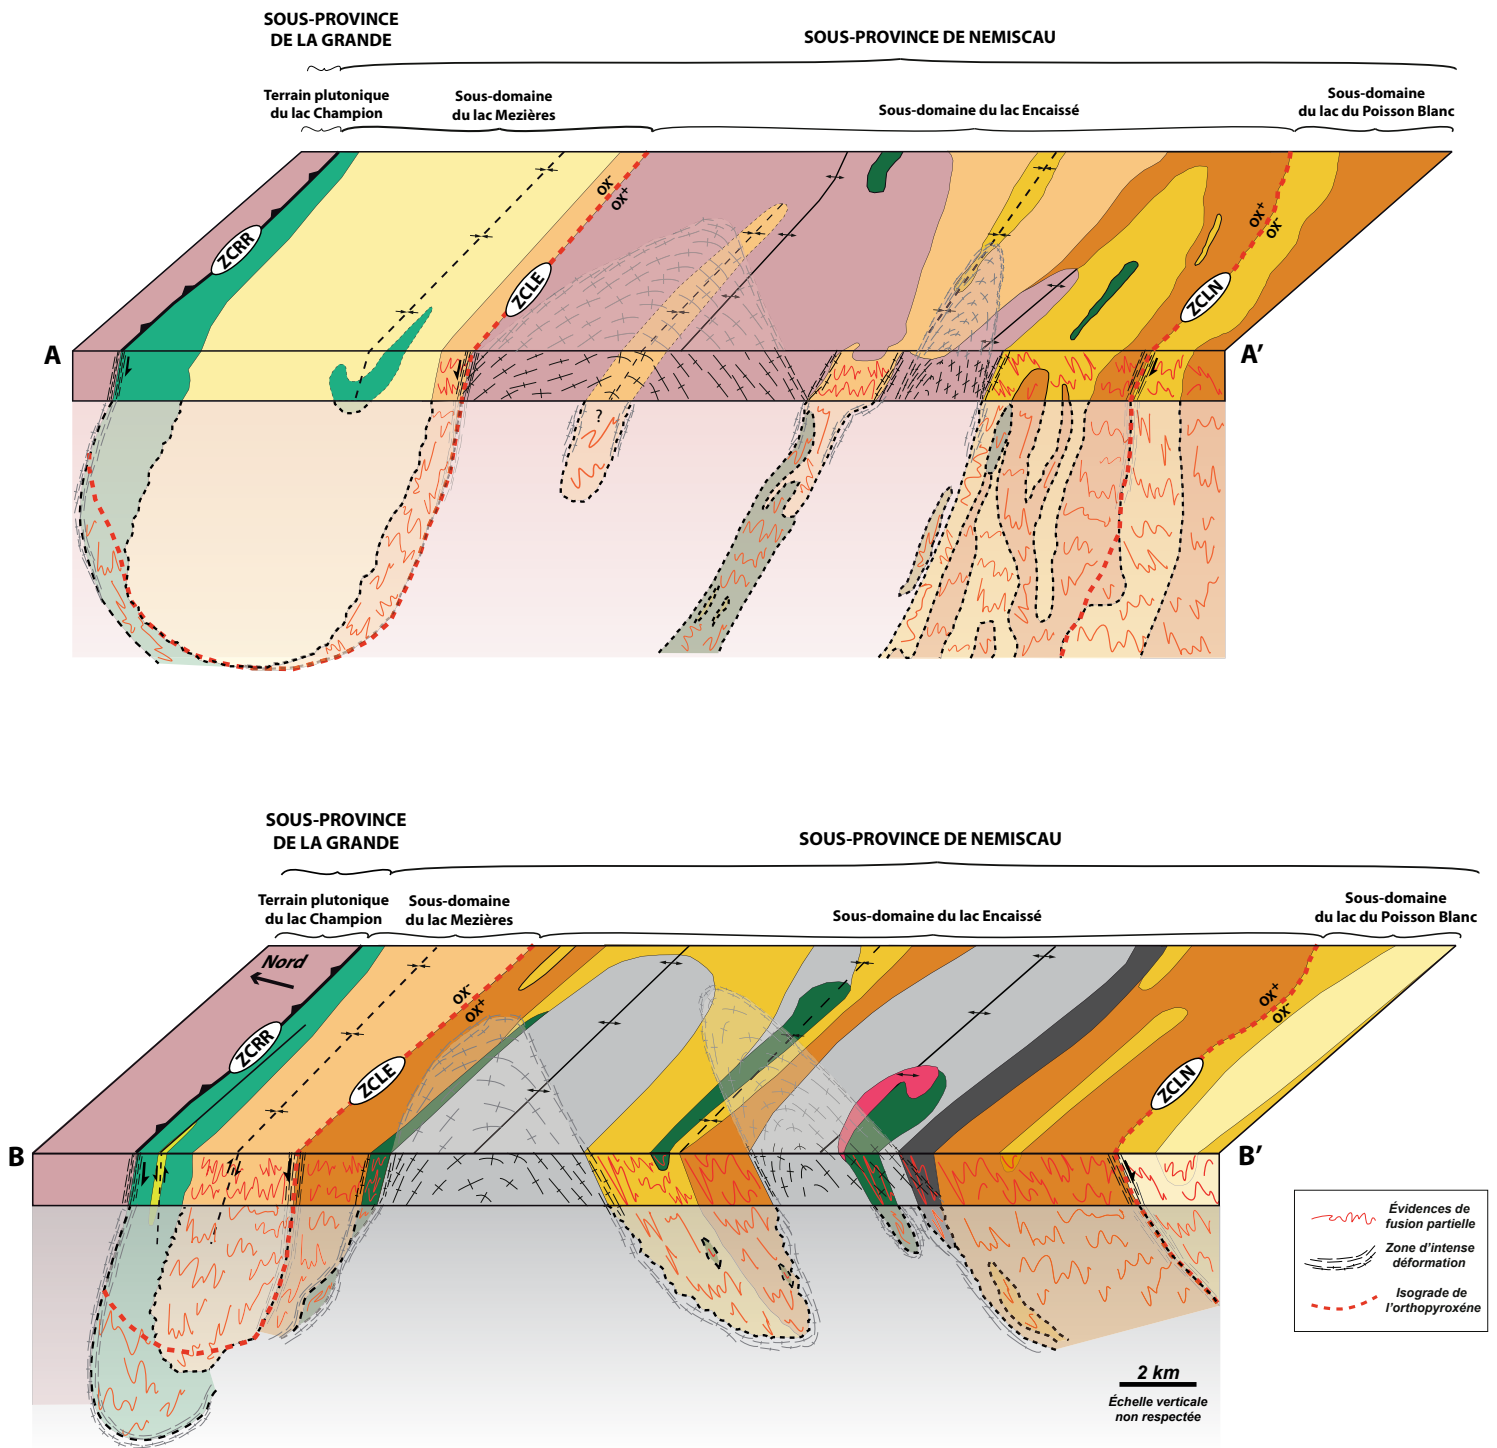 SOUS-PROVINCE
DE LA GRANDE
SOUS-PROVINCE DE NEMISCAU
Terrain plutonique
du lac Champion
Sous-domaine
du lac Mezières
Sous-domaine du lac Encaissé
Sous-domaine
du lac du Poisson Blanc
OX-
OX+
OX+
OX-
ZCRR
ZCLE
ZCLN
A
A'
?
SOUS-PROVINCE
DE LA GRANDE
SOUS-PROVINCE DE NEMISCAU
Terrain plutonique
du lac Champion
Sous-domaine
du lac Mezières
Sous-domaine du lac Encaissé
Sous-domaine
du lac du Poisson Blanc
Nord
OX-
OX+
OX+
OX-
ZCRR
ZCLE
ZCLN
B
B'
Évidences de
fusion partielle
Zone d'intense
déformation
Isograde de
l'orthopyroxéne
2 km
Échelle verticale
non respectée